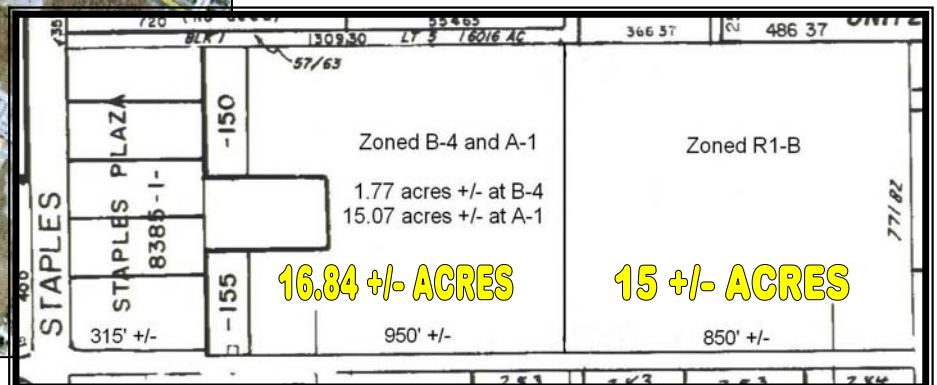 720
55465
366 37
486 37
BLK 1
1309.30
LT 5
16016 AC
57/63
-150
Zoned B-4 and A-1
Zoned R1-B
1.77 acres +/- at B-4
15.07 acres +/- at A-1
77/82
STAPLES
400
STAPLES PLAZA
8385-1-
-155
16.84 +/- ACRES
15 +/- ACRES
315' +/-
950' +/-
850' +/-